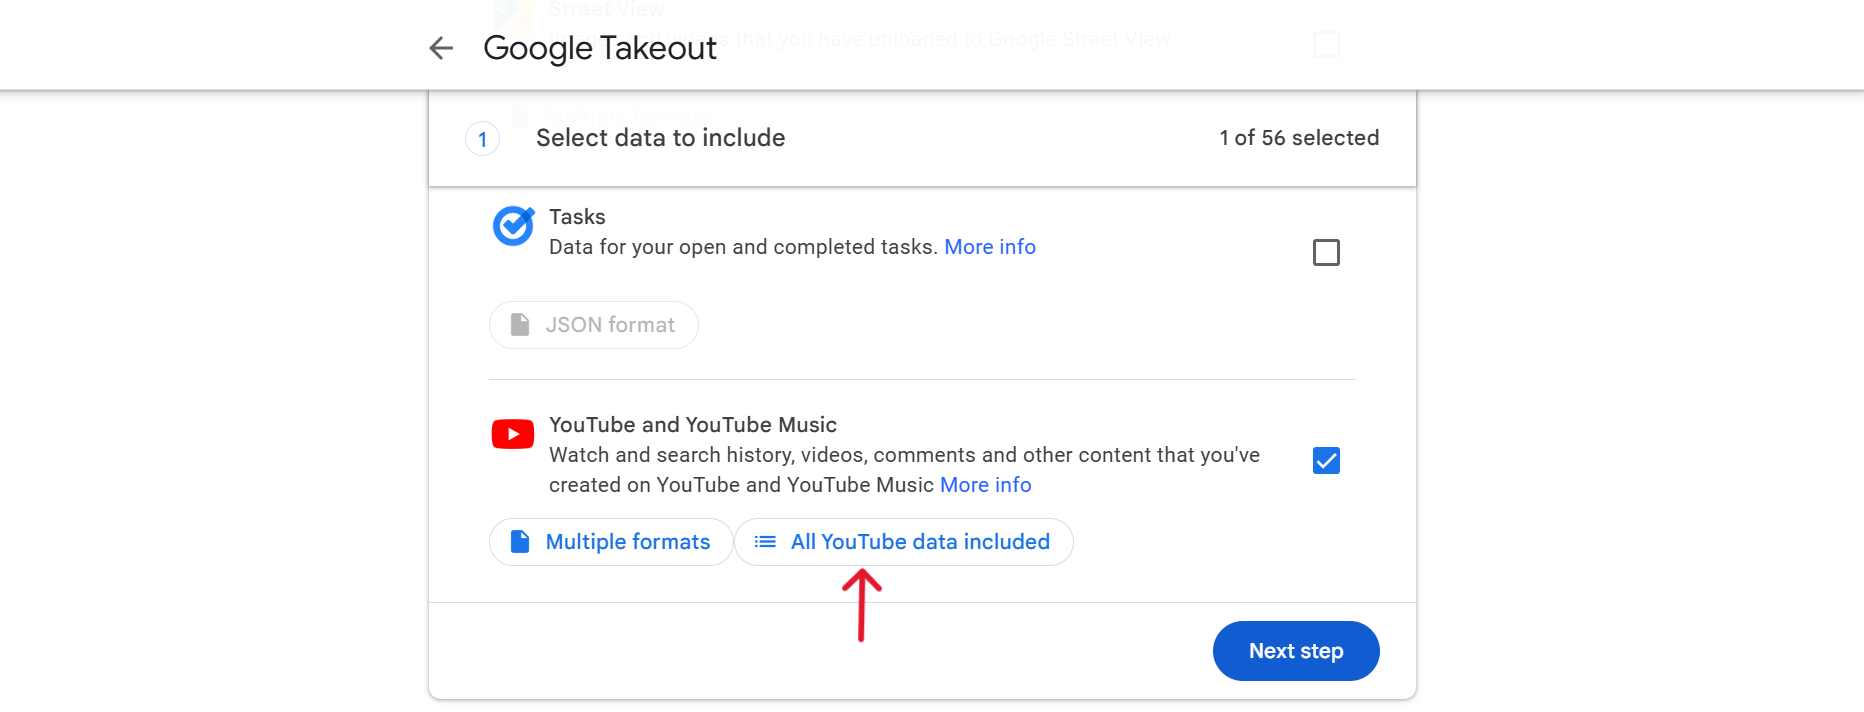 Street View
Images and videos that you have uploaded to Google Street View
Google Takeout
Multiple formats
1 Select data to include 1 of 56 selected
Tasks
Data for your open and completed tasks. More info
JSON format
YouTube and YouTube Music
Watch and search history, videos, comments and other content that you've
created on YouTube and YouTube Music More info
Multiple formats All YouTube data included
Next step